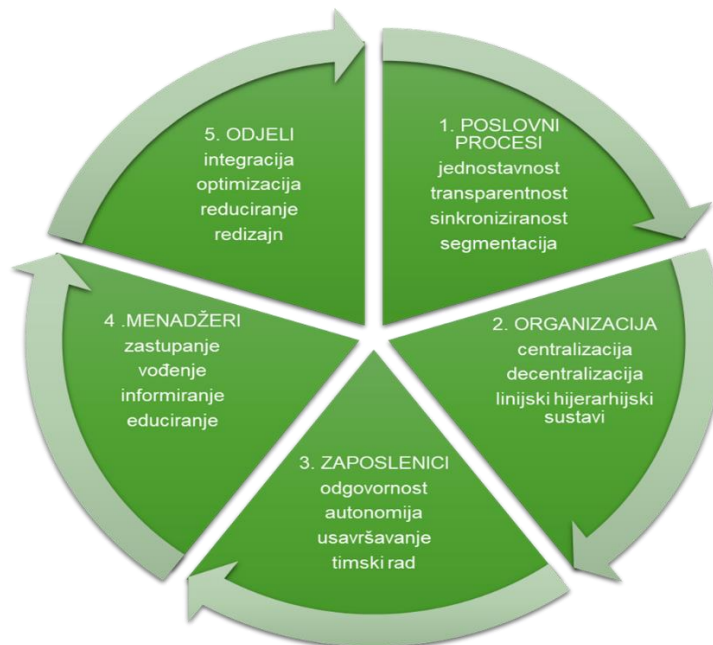 1. POSLOVNI
PROCESI
jednostavnost
transparentnost
sinkroniziranost
segmentacija
2. ORGANIZACIJA
centralizacija
decentralizacija
linijski hijerarhijski
sustavi
3. ZAPOSLENICI
odgovornost
autonomija
usavršavanje
timski rad
4 .MENADŽERI
zastupanje
vođenje
informiranje
educiranje
5. ODJELI
integracija
optimizacija
reduciranje
redizajn